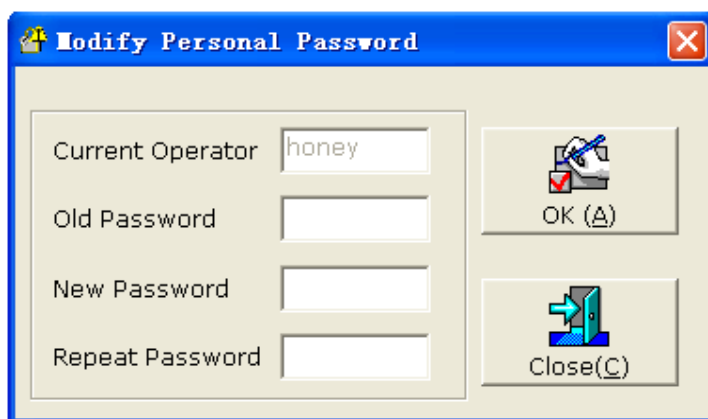 Modify Personal Password
Current Operator honey
Old Password
OK (A)
New Password
Repeat Password
Close(C)